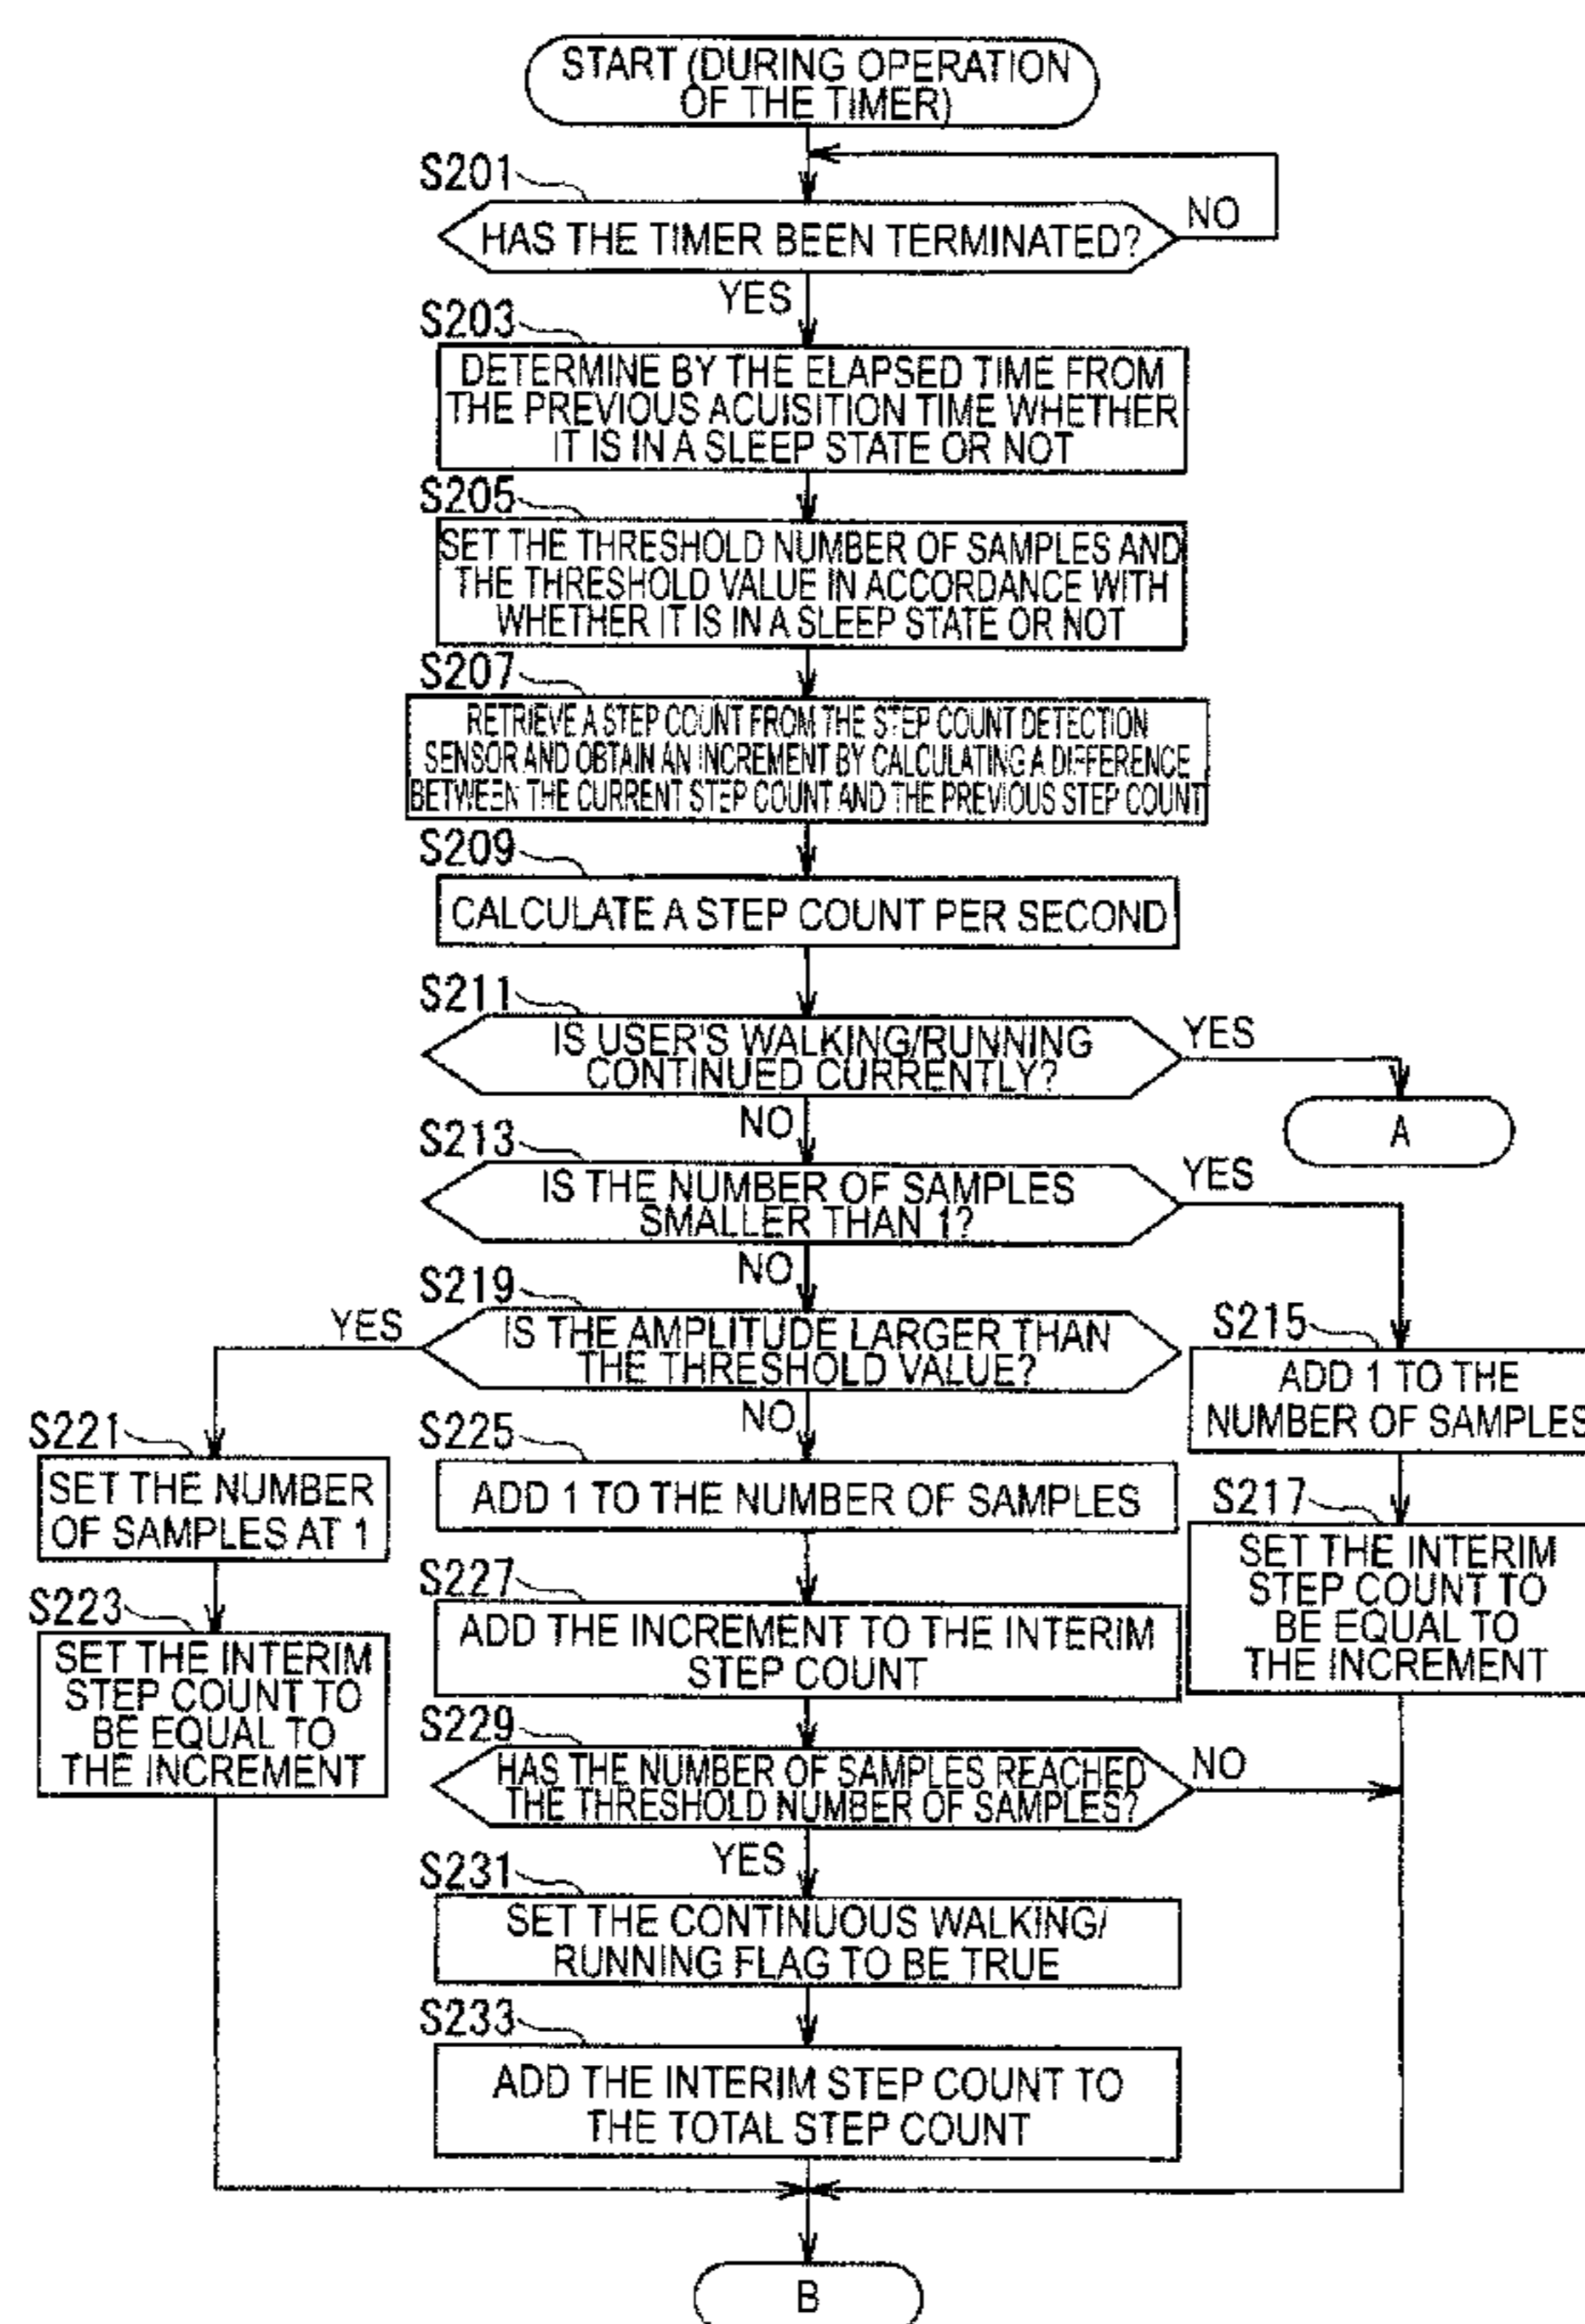 START (DURING OPERATION
OF THE TIMER)
S201
HAS THE TIMER BEEN TERMINATED?
NO
YES
S203
DETERMINE BY THE ELAPSED TIME FROM
THE PREVIOUS ACUISITION TIME WHETHER
IT IS IN A SLEEP STATE OR NOT
S205
SET THE THRESHOLD NUMBER OF SAMPLES AND
THE THRESHOLD VALUE IN ACCORDANCE WITH
WHETHER IT IS IN A SLEEP STATE OR NOT
S207
RETRIEVE A STEP COUNT FROM THE STEP COUNT DETECTION
SENSOR AND OBTAIN AN INCREMENT BY CALCULATING A DIFFERENCE
BETWEEN THE CURRENT STEP COUNT AND THE PREVIOUS STEP COUNT
S209
CALCULATE A STEP COUNT PER SECOND
S211
IS USER'S WALKING/RUNNING
CONTINUED CURRENTLY?
YES
A
NO
S213
IS THE NUMBER OF SAMPLES
SMALLER THAN 1?
YES
NO
S215
ADD 1 TO THE
NUMBER OF SAMPLES
S217
SET THE INTERIM
STEP COUNT TO
BE EQUAL TO
THE INCREMENT
S219
IS THE AMPLITUDE LARGER THAN
THE THRESHOLD VALUE?
YES
NO
S221
SET THE NUMBER
OF SAMPLES AT 1
S223
SET THE INTERIM
STEP COUNT TO
BE EQUAL TO
THE INCREMENT
S225
ADD 1 TO THE NUMBER OF SAMPLES
S227
ADD THE INCREMENT TO THE INTERIM
STEP COUNT
S229
HAS THE NUMBER OF SAMPLES REACHED
THE THRESHOLD NUMBER OF SAMPLES?
NO
YES
S231
SET THE CONTINUOUS WALKING/
RUNNING FLAG TO BE TRUE
S233
ADD THE INTERIM STEP COUNT TO
THE TOTAL STEP COUNT
B